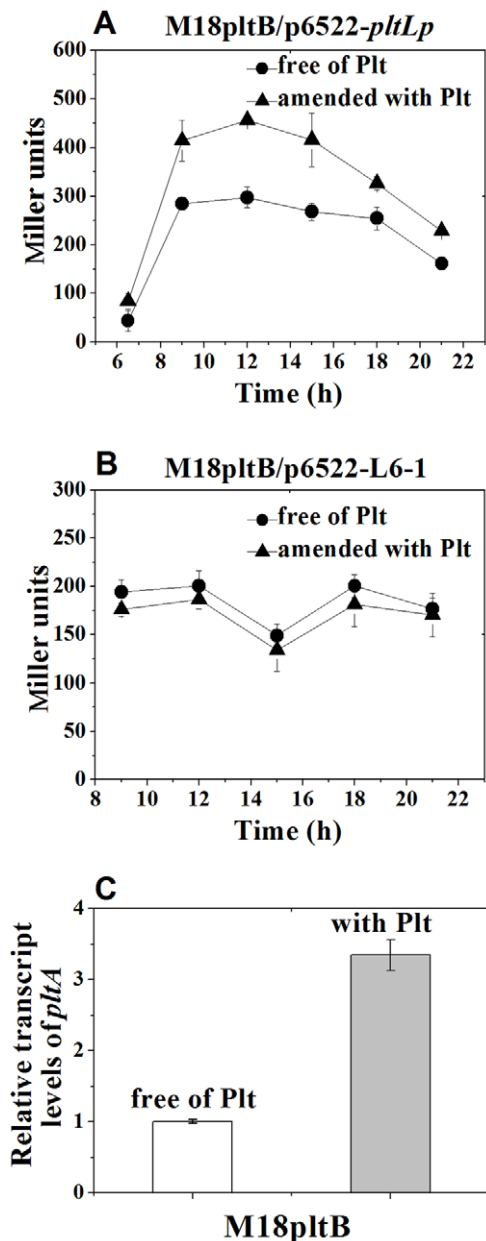 A M18pltB/p6522-pltLp
free of Plt
amended with Plt
600
500
400
300
200
100
0
Miller units
6 8 10 12 14 16 18 20 22
Time (h)
B M18pltB/p6522-L6-1
free of Plt
amended with Plt
300
250
200
150
100
50
0
Miller units
8 10 12 14 16 18 20 22
Time (h)
C
4
3
2
1
0
Relative transcript
levels of pltA
with Plt
free of Plt
M18pltB